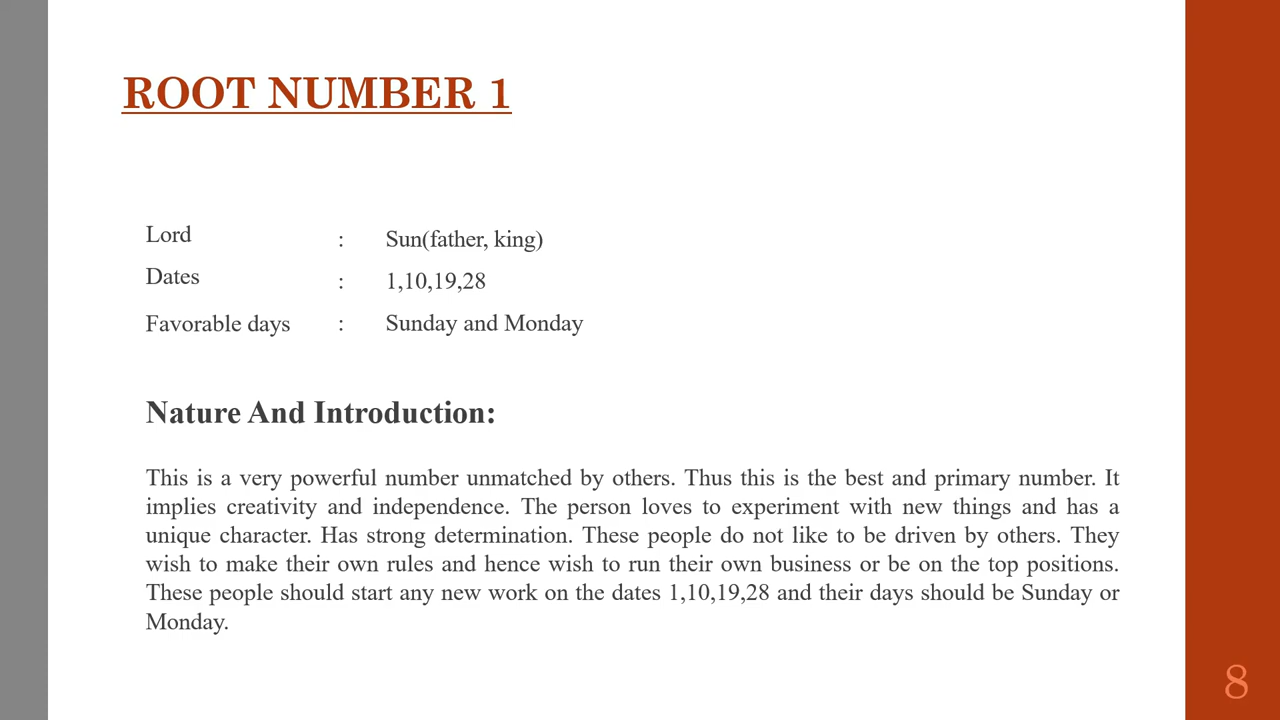 ROOT NUMBER 1
Lord : Sun(father, king)
Dates : 1,10,19,28
Favorable days : Sunday and Monday
Nature And Introduction:
This is a very powerful number unmatched by others. Thus this is the best and primary number. It
implies creativity and independence. The person loves to experiment with new things and has a
unique character. Has strong determination. These people do not like to be driven by others. They
wish to make their own rules and hence wish to run their own business or be on the top positions.
These people should start any new work on the dates 1,10,19,28 and their days should be Sunday or
Monday.
8